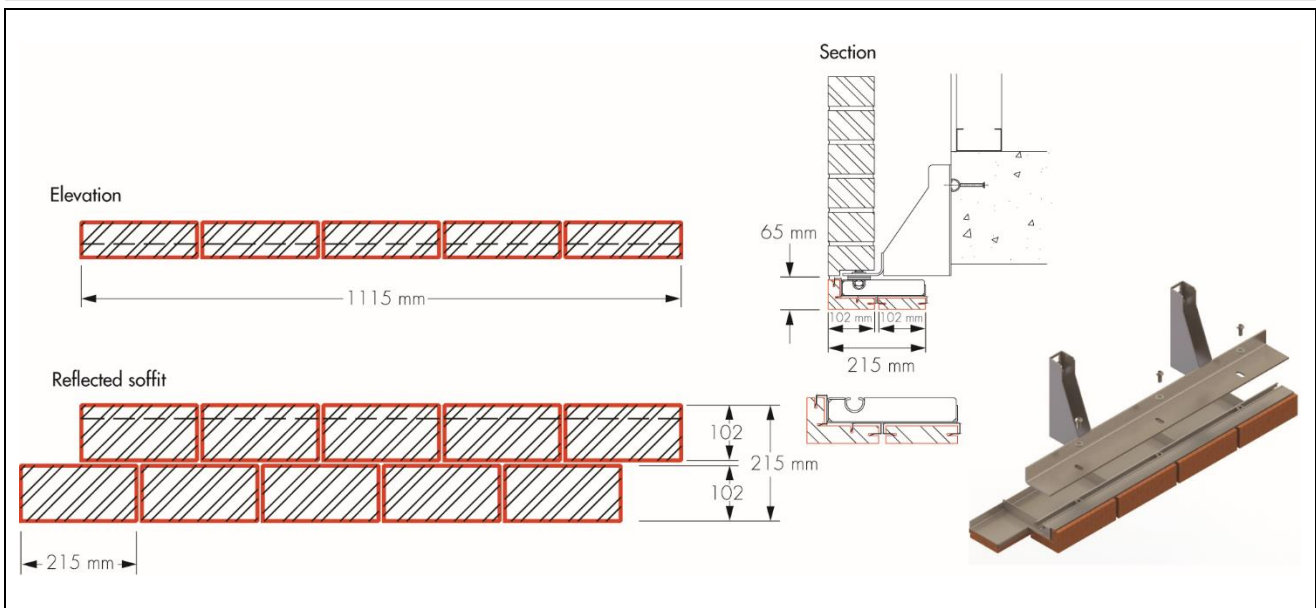 Section
Elevation
65 mm
1115 mm
102 mm 102 mm
215 mm
Reflected soffit
102
215 mm
102
215 mm